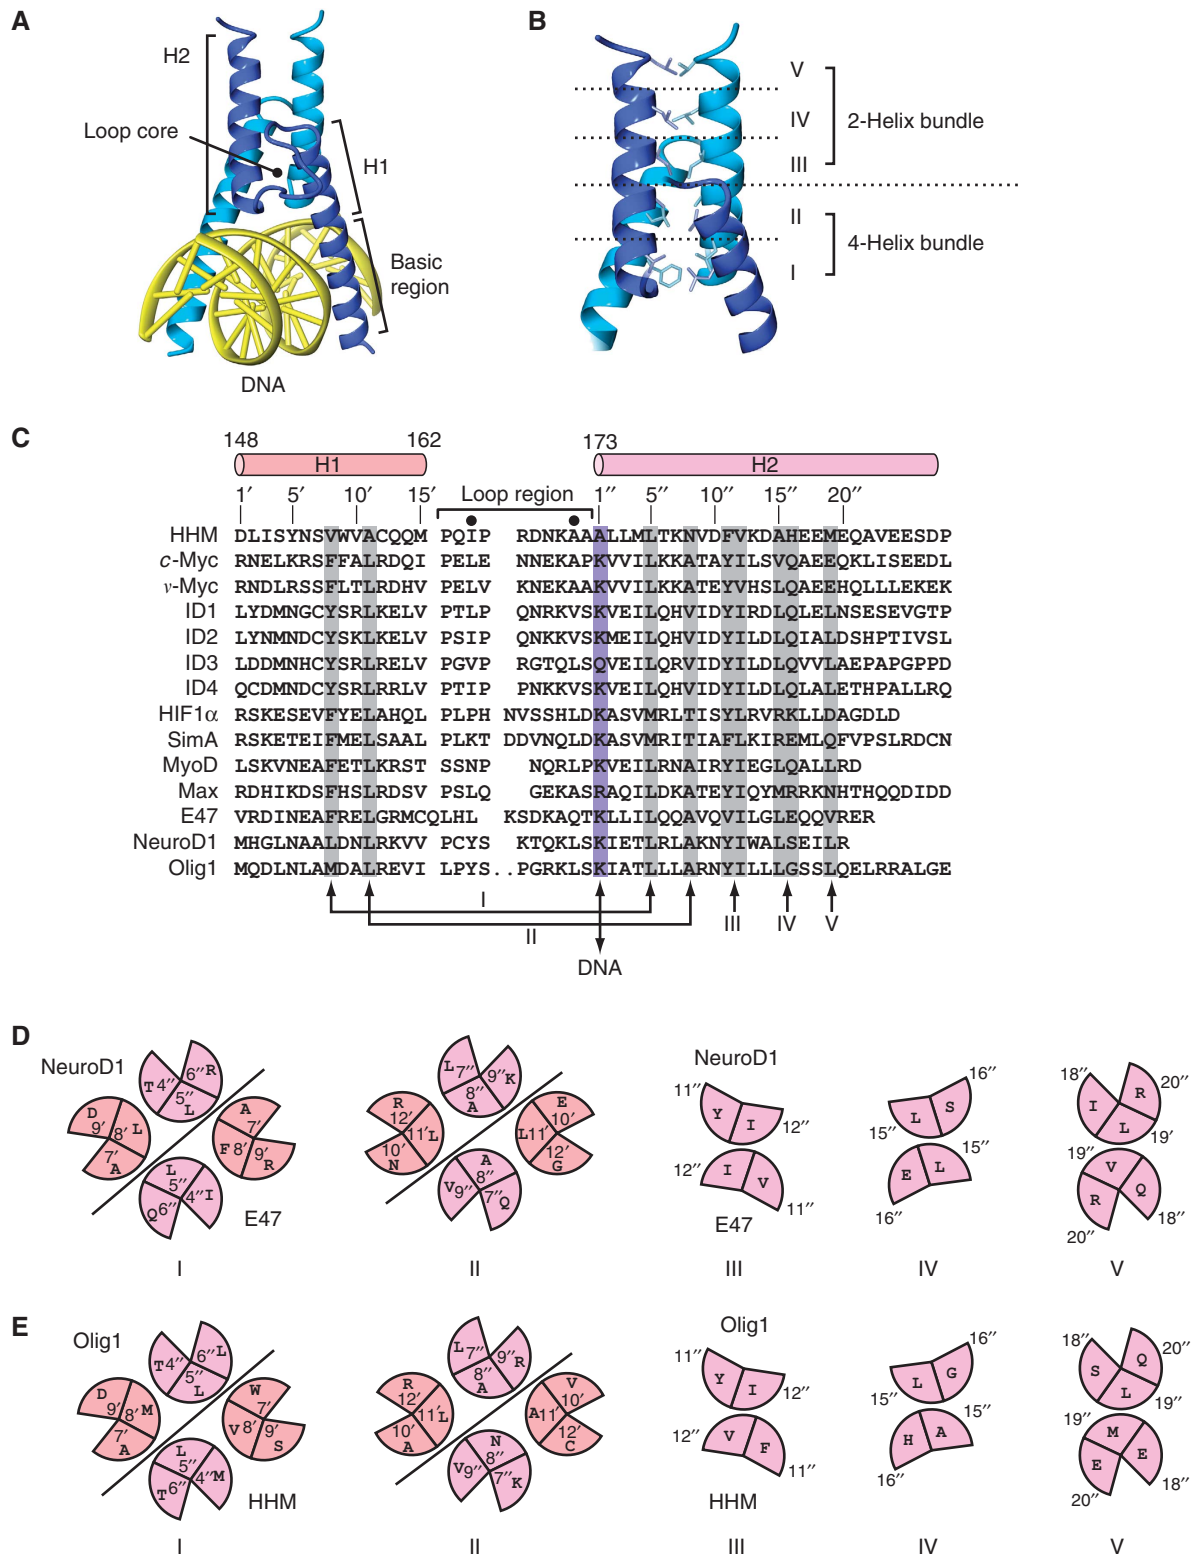 A
H2
Loop core
H1
Basic
region
DNA
B
V
IV
2-Helix bundle
III
II
4-Helix bundle
I
C
148 162 173
H1 H2
1′ 5′ 10′ 15′ Loop region 1″ 5″ 10″ 15″ 20″
HHM DLISYNSVWVACQQM PQIP RDNKAAALLMLTKNVDFVKDAHEEMEQAVEESDP
c-Myc RNELKRSFFALRDQI PELE NNEKAPKVVILKKATAYILSVQAEEQKLISEEDL
v-Myc RNDLRSSFLTLRDHV PELV KNEKAAKVVILKKATEYVHSLQAEEHQLLLEKEK
ID1 LYDMNGCYSRLKELV PTLP QNRKVSKVEILQHVIDYIRDLQLELNSESEVGTP
ID2 LYNMNDCYSKLKELV PSIP QNKKVSKMEILQHVIDYILDLQIALDSHPTIVSL
ID3 LDDMNHCYSRLRELV PGVP RGTQLSQVEILQRVIDYILDLQVVLAEPAPGPPD
ID4 QCDMNDCYSRLRRLV PTIP PNKKVSKVEILQHVIDYILDLQLALETHPALLRQ
HIF1α RSKESEVFYELAHQL PLPH NVSSHLDKASVMRLTISYLRVRKLLDAGDLD
SimA RSKETEIFMELSAAL PLKT DDVNQLDKASVMRITIAFLKIREMLQFVPSLRDCN
MyoD LSKVNEAFETLKRST SSNP NQRLPKVEILRNAIRYIEGLQALLRD
Max RDHIKDSFHSLRDSV PSLQ GEKASRAQILDKATEYIQYMRRKNHTHQQDIDD
E47 VRDINEAFRELGRMCQLHL KSDKAQTKLLILQQAVQVILGLEQQVRER
NeuroD1 MHGLNAALDNLRKVV PCYS KTQKLSKIETLRLAKNYIWALSEILR
Olig1 MQDLNLAMDALREVI LPYS..PGRKLSKIATLLLARNYILLLGSSLQELRRALGE
I III IV V
II
DNA
D
NeuroD1
T 4″ 6″ R 5″ L
D 9′ 8′ L 7′ A
A 7′ F 8′ 9′ R
L 5″ 4″ I Q 6″
E47
I
L 7″ 9″ K 8″ A
R 12′ 11′ L 10′ N
E 10′ L 11′ 12′ G
A 8″ V 9″ 7″ Q
II
NeuroD1
11″ Y I 12″
12″ I V 11″
E47
III
16″
L S
15″ 15″
E L
16″
IV
18″ I R 20″
L 19′
19″ V
R Q
20″ 18″
V
E
Olig1
T 4″ 6″ L 5″ L
D 9′ 8′ M 7′ A
W 7′ V 8′ 9′ S
L 5″ 4″ M T 6″
HHM
I
L 7″ 9″ R 8″ A
R 12′ 11′ L 10′ A
V 10′ A 11′ 12′ C
N 8″ V 9″ 7″ K
II
Olig1
11″ Y I 12″
12″ V F 11″
HHM
III
16″
L G
15″ 15″
H A
16″
IV
18″ S Q 20″
L 19″
19″ M
E E
20″ 18″
V